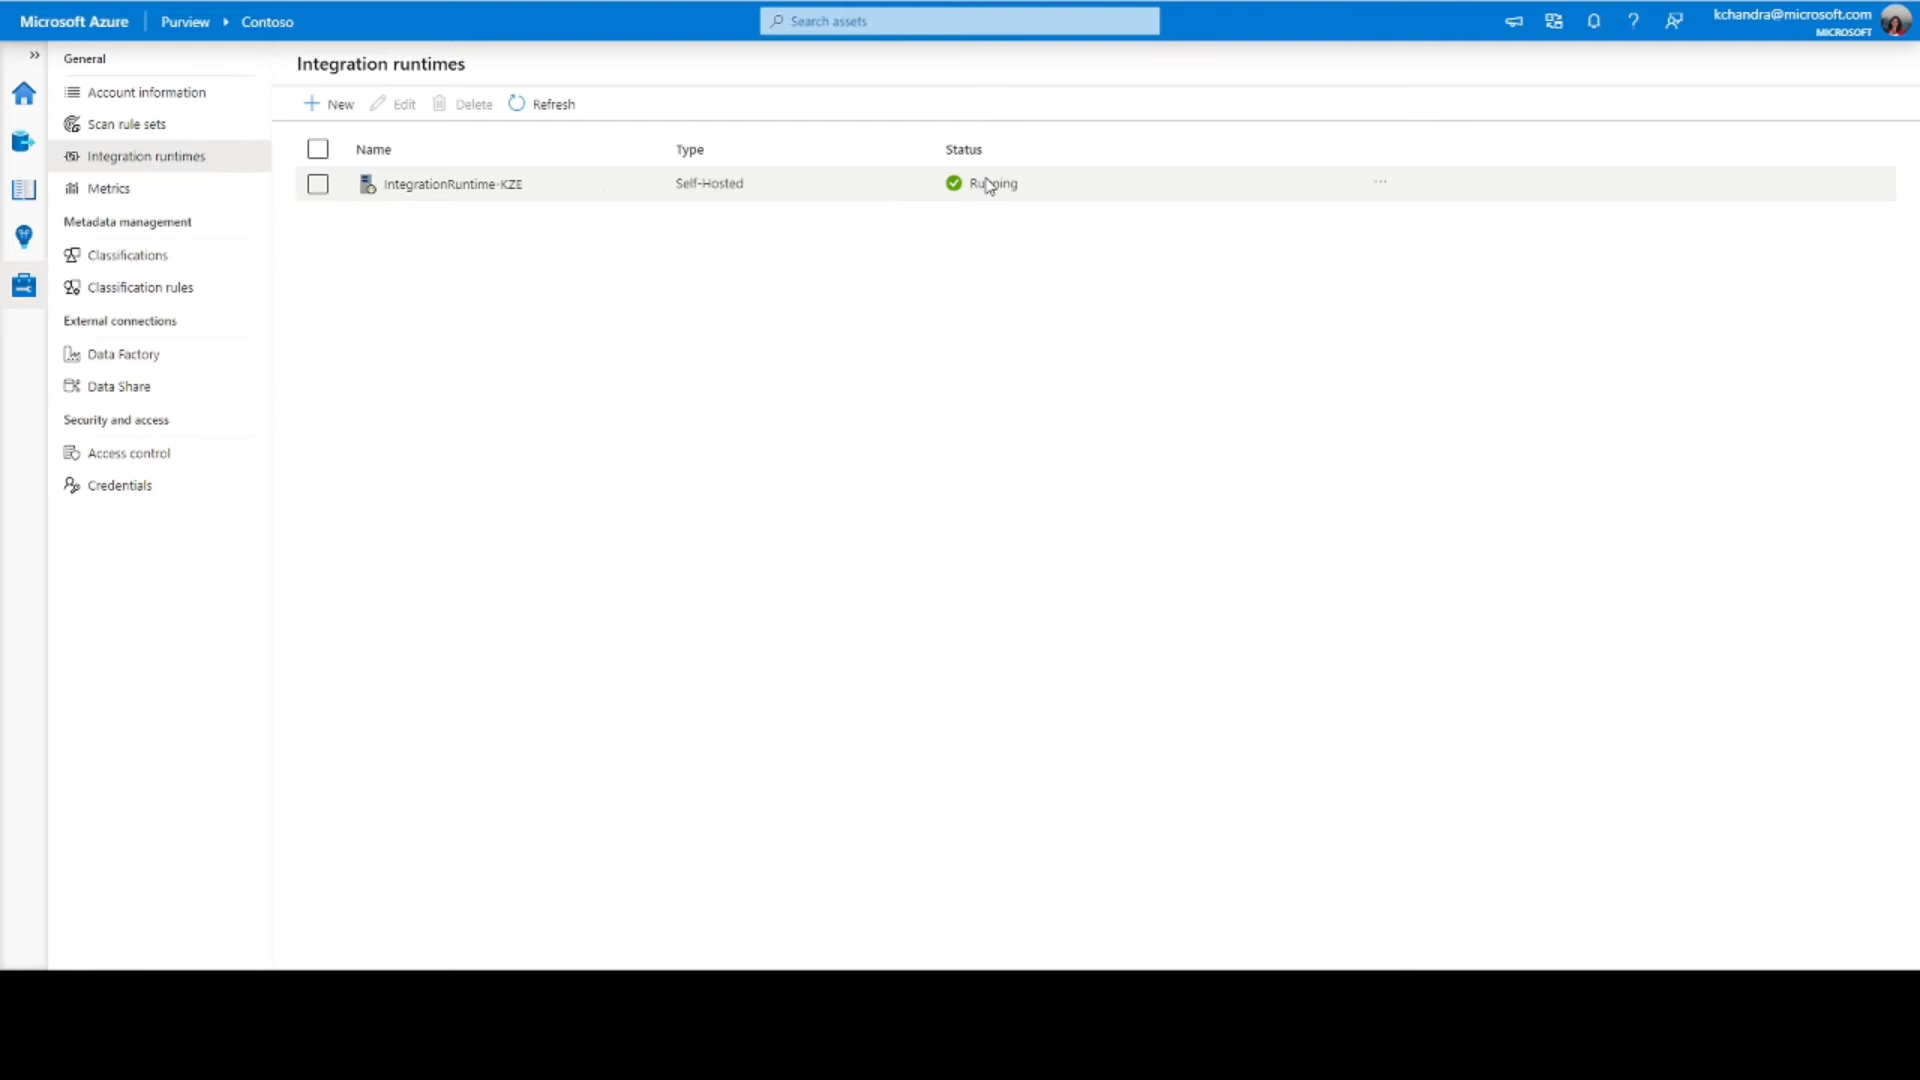 Microsoft Azure Purview Contoso Search assets kchandra@microsoft.com
MICROSOFT
General
Account information
Scan rule sets
Integration runtimes
Metrics
Metadata management
Classifications
Classification rules
External connections
Data Factory
Data Share
Security and access
Access control
Credentials
Integration runtimes
New Edit Delete Refresh
Name Type Status
IntegrationRuntime-KZE Self-Hosted Running